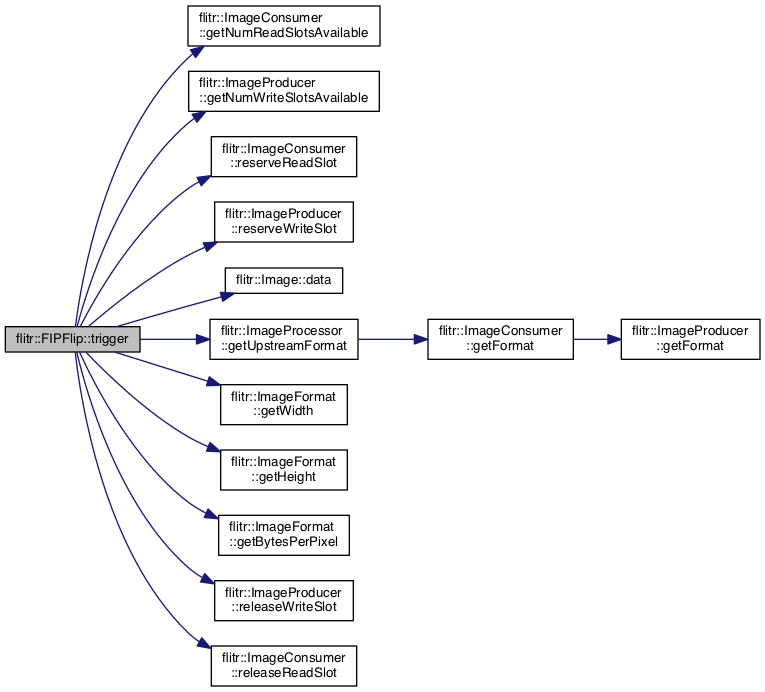 flitr::ImageConsumer
::getNumReadSlotsAvailable
flitr::ImageProducer
::getNumWriteSlotsAvailable
flitr::ImageConsumer
::reserveReadSlot
flitr::ImageProducer
::reserveWriteSlot
flitr::Image::data
flitr::FIPFlip::trigger
flitr::ImageProcessor
::getUpstreamFormat
flitr::ImageConsumer
::getFormat
flitr::ImageProducer
::getFormat
flitr::ImageFormat
::getWidth
flitr::ImageFormat
::getHeight
flitr::ImageFormat
::getBytesPerPixel
flitr::ImageProducer
::releaseWriteSlot
flitr::ImageConsumer
::releaseReadSlot